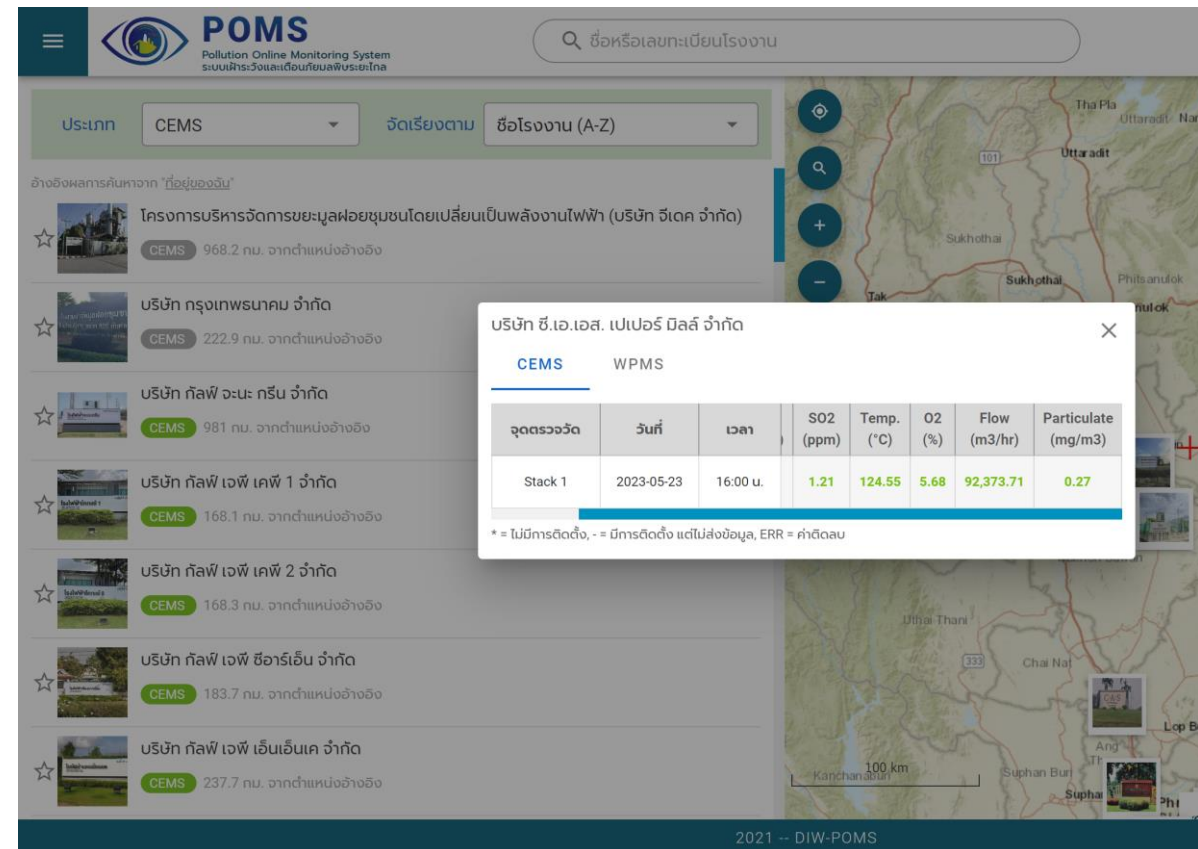 POMS
Pollution Online Monitoring System
ระบบเฝ้าระวังและเตือนภัยมลพิษระยะไกล
ชื่อหรือเลขทะเบียนโรงงาน
ประเภท CEMS จัดเรียงตาม ชื่อโรงงาน (A-Z)
อ้างอิงผลการค้นหาจาก "ที่อยู่ของฉัน"
โครงการบริหารจัดการขยะมูลฝอยชุมชนโดยเปลี่ยนเป็นพลังงานไฟฟ้า (บริษัท จีเดค จำกัด)
CEMS 968.2 กม. จากตำแหน่งอ้างอิง
บริษัท กรุงเทพธนาคม จำกัด
CEMS 222.9 กม. จากตำแหน่งอ้างอิง
บริษัท กัลฟ์ จะนะ กรีน จำกัด
CEMS 981 กม. จากตำแหน่งอ้างอิง
บริษัท กัลฟ์ เจพี เคพี 1 จำกัด
CEMS 168.1 กม. จากตำแหน่งอ้างอิง
บริษัท กัลฟ์ เจพี เคพี 2 จำกัด
CEMS 168.3 กม. จากตำแหน่งอ้างอิง
บริษัท กัลฟ์ เจพี ซีอาร์เอ็น จำกัด
CEMS 183.7 กม. จากตำแหน่งอ้างอิง
บริษัท กัลฟ์ เจพี เอ็นเอ็นเค จำกัด
CEMS 237.7 กม. จากตำแหน่งอ้างอิง
บริษัท ซี.เอ.เอส. เปเปอร์ มิลล์ จำกัด
CEMS WPMS
จุดตรวจวัด วันที่ เวลา SO2 (ppm) Temp. (°C) O2 (%) Flow (m3/hr) Particulate (mg/m3)
Stack 1 2023-05-23 16:00 น. 1.21 124.55 5.68 92,373.71 0.27
* = ไม่มีการติดตั้ง, - = มีการติดตั้ง แต่ไม่ส่งข้อมูล, ERR = ค่าติดลบ
Tha Pla
Uttaradit
Nar
101
Uttaradit
Sukhothai
Sukhothai
Phitsanulok
Tak
nulok
Uthai Thani
333
Chai Nat
CAS
Lop B
Ang
Th
100 km
Kanchanaburi
Suphan Buri
Supha
Phr
2021 -- DIW-POMS